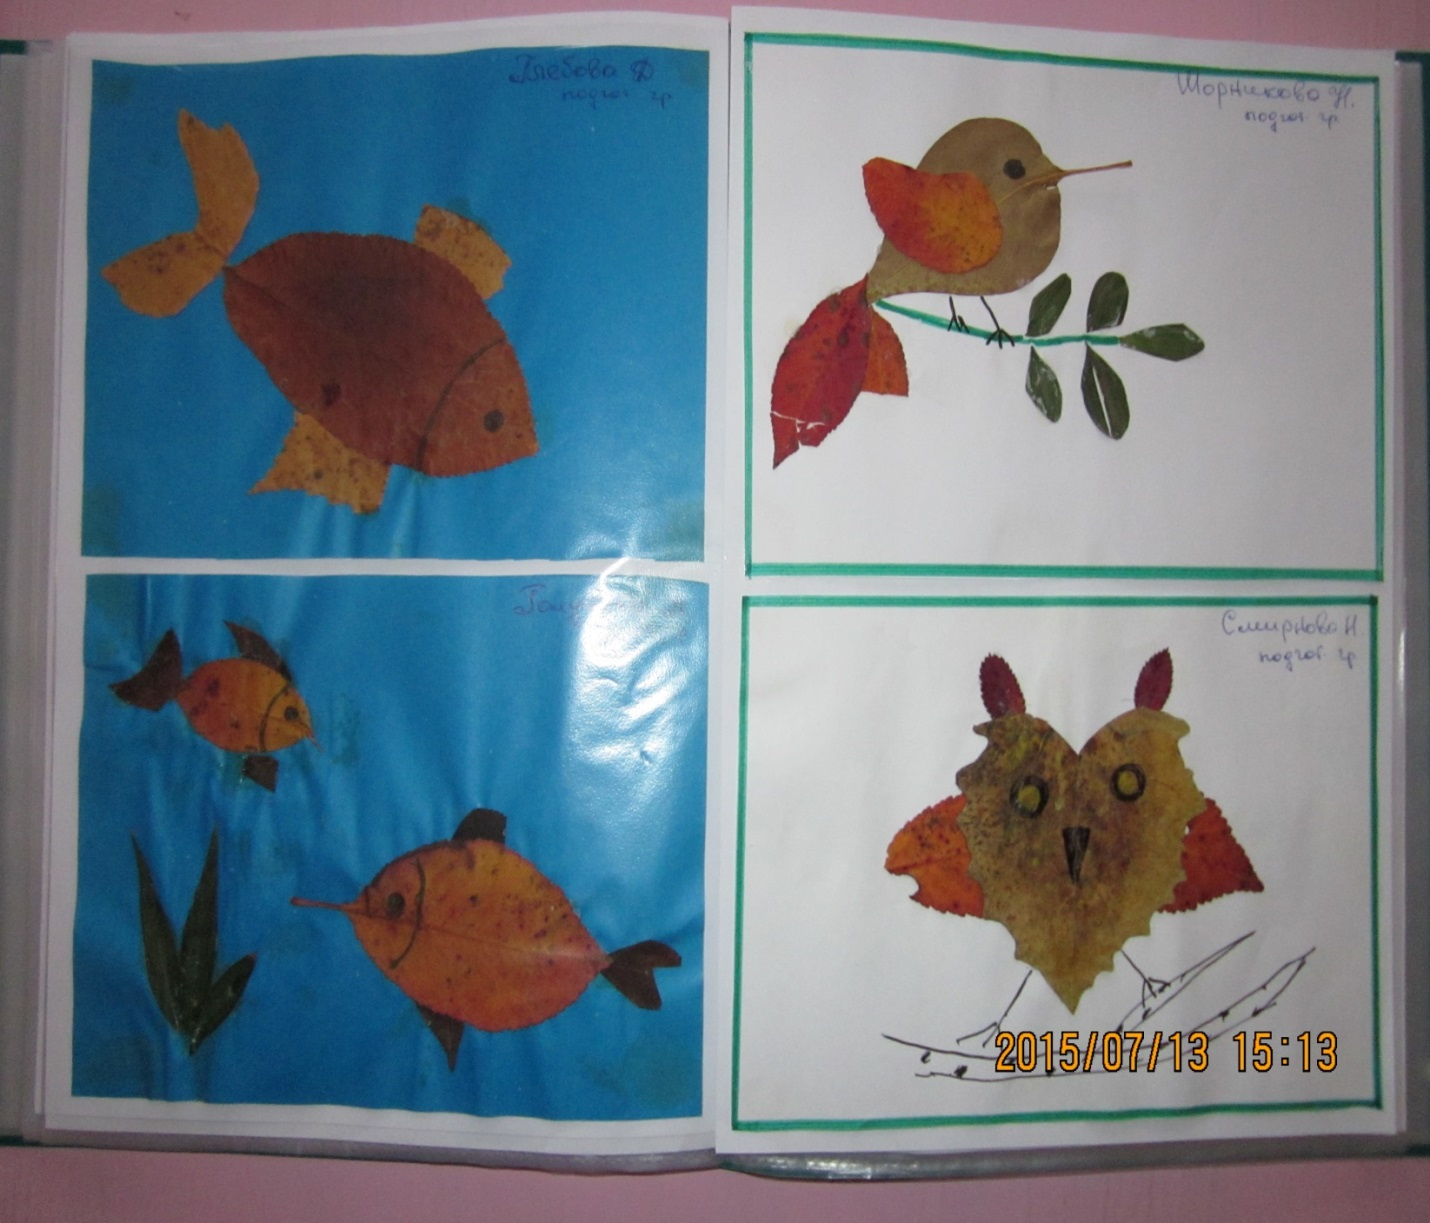 Глебова Ф
подгот. гр
Шорникова Н.
подгот. гр.
Смирнова Н
подгот. гр
2015/07/13 15:13